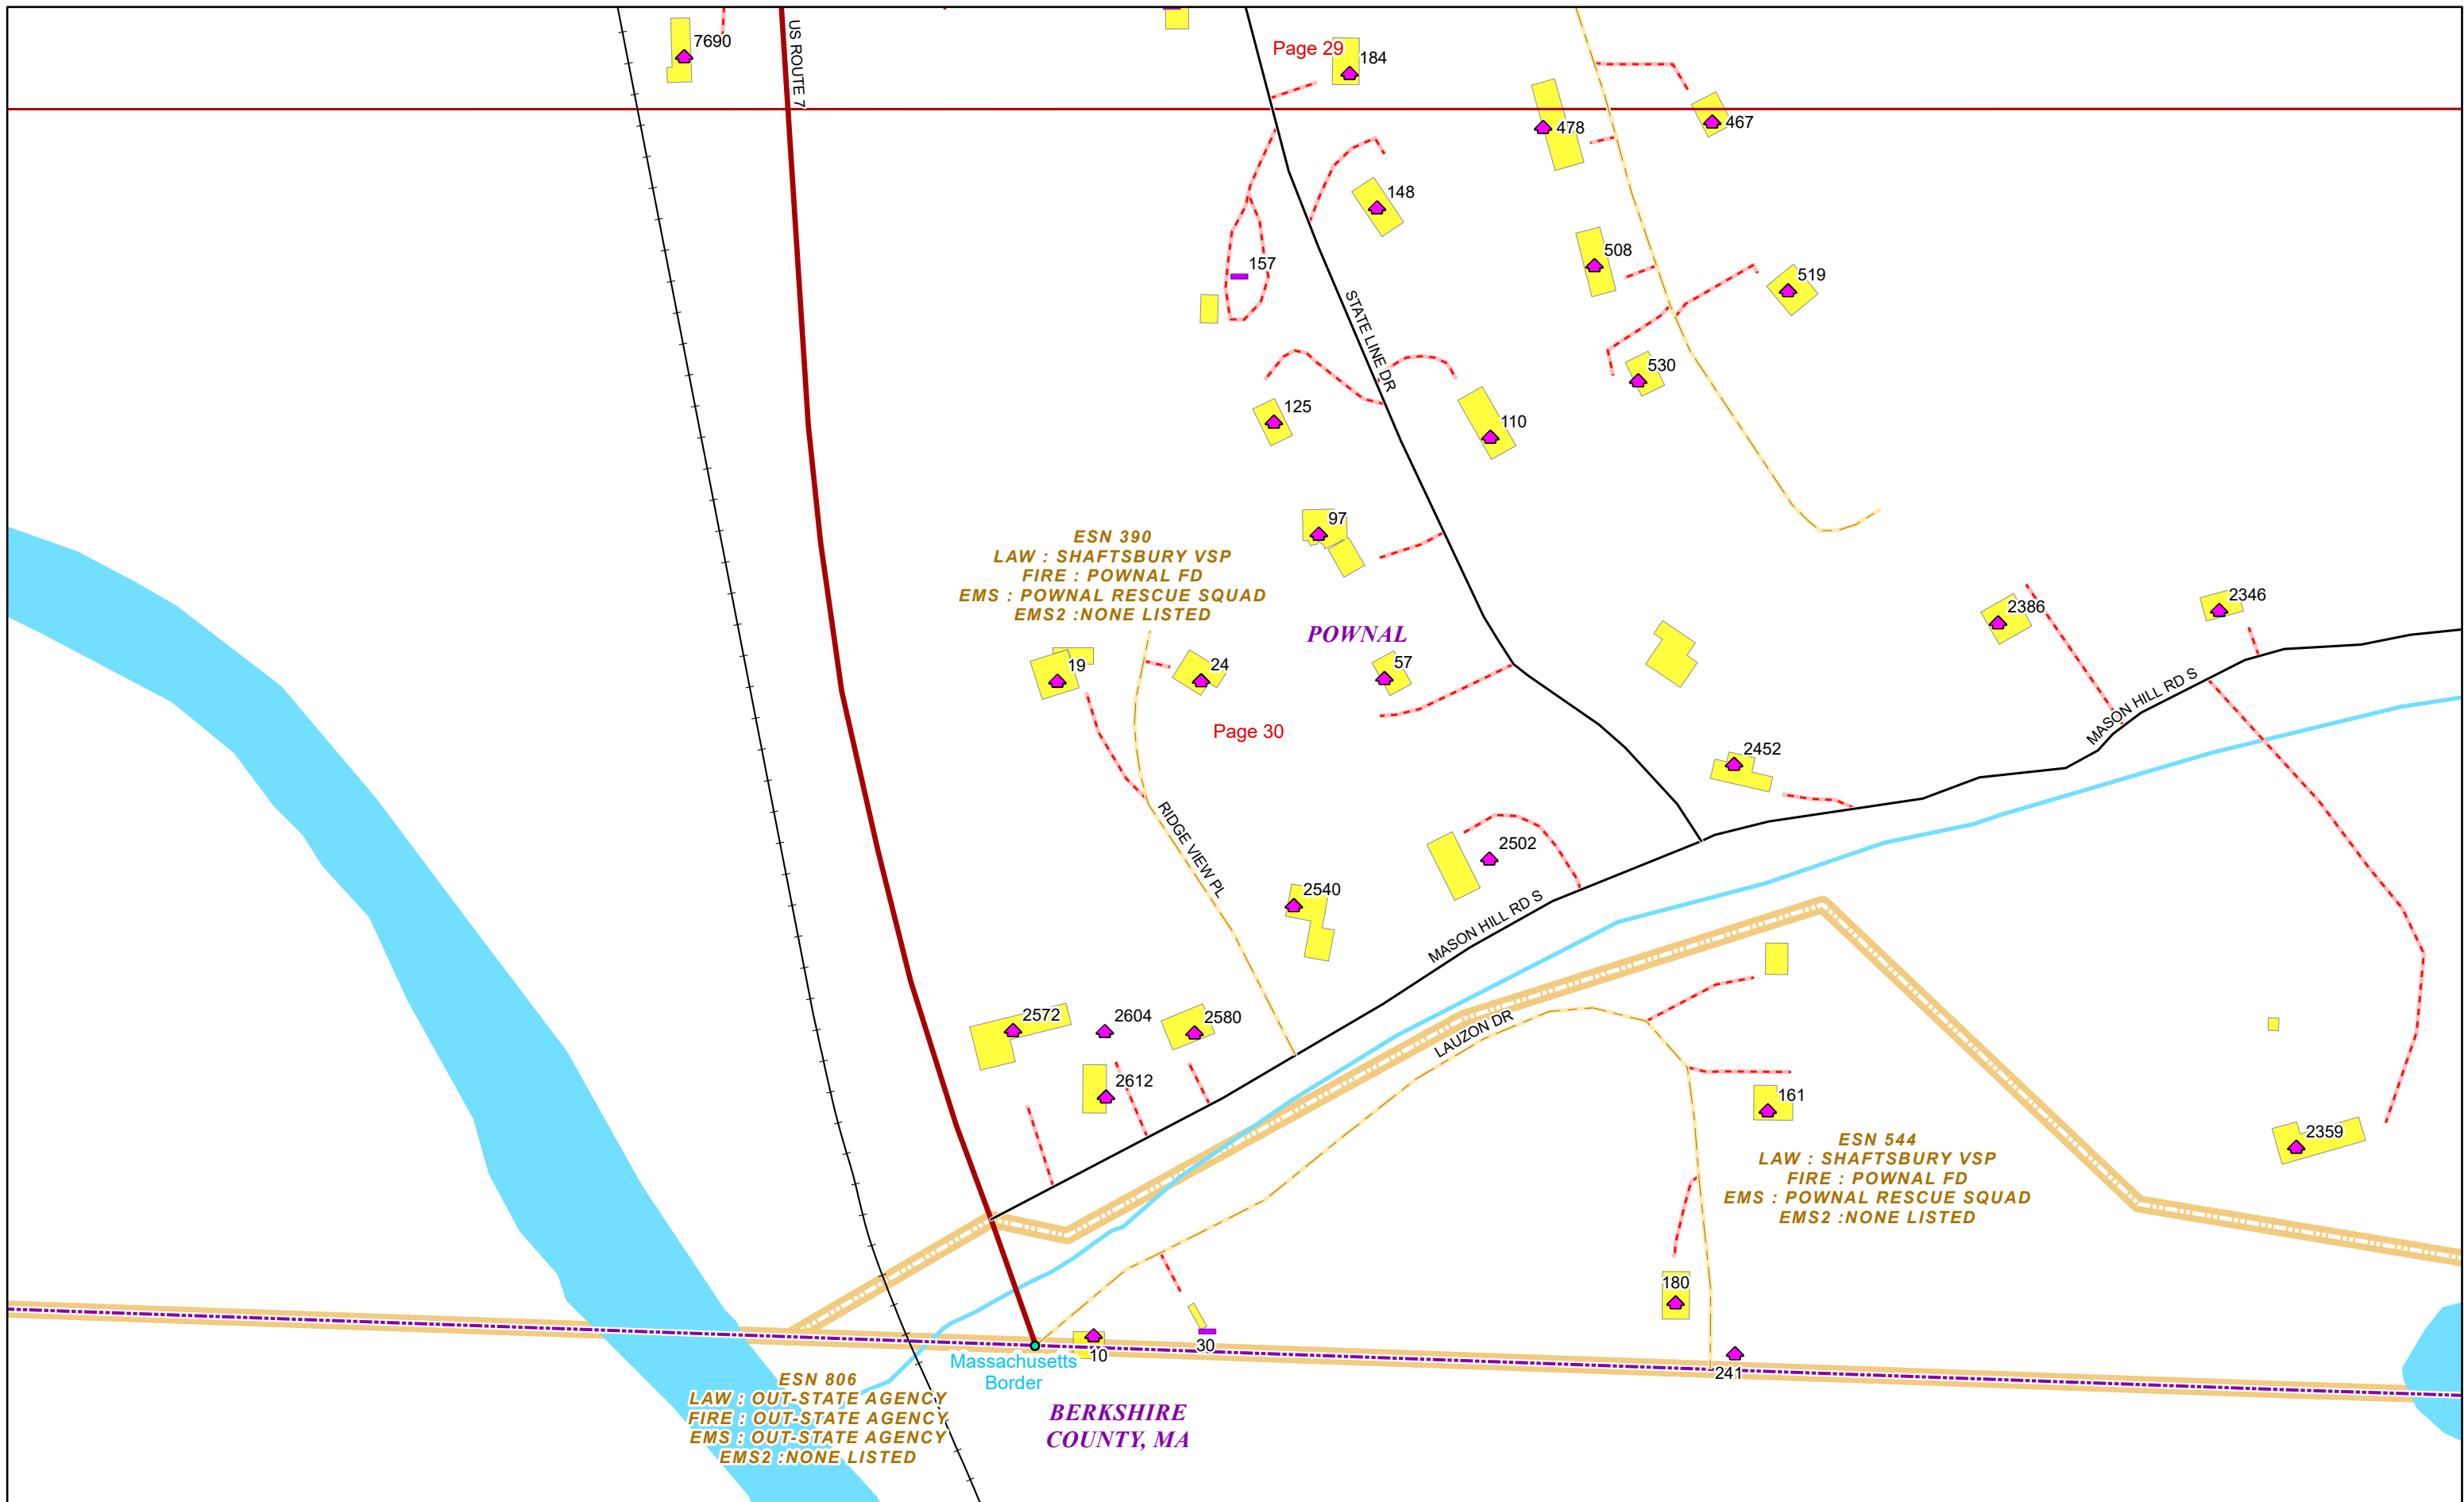 7690
US ROUTE 7
Page 29
184
478
467
148
157
508
519
STATE LINE DR
530
125
110
97
ESN 390
LAW : SHAFTSBURY VSP
FIRE : POWNAL FD
EMS : POWNAL RESCUE SQUAD
EMS2 :NONE LISTED
POWNAL
2386
2346
19
24
57
MASON HILL RD S
Page 30
2452
RIDGE VIEW PL
2502
2540
MASON HILL RD S
2572
2604
2580
LAUZON DR
2612
161
2359
ESN 544
LAW : SHAFTSBURY VSP
FIRE : POWNAL FD
EMS : POWNAL RESCUE SQUAD
EMS2 :NONE LISTED
180
10
30
Massachusetts
Border
241
ESN 806
LAW : OUT-STATE AGENCY
FIRE : OUT-STATE AGENCY
EMS : OUT-STATE AGENCY
EMS2 :NONE LISTED
BERKSHIRE
COUNTY, MA